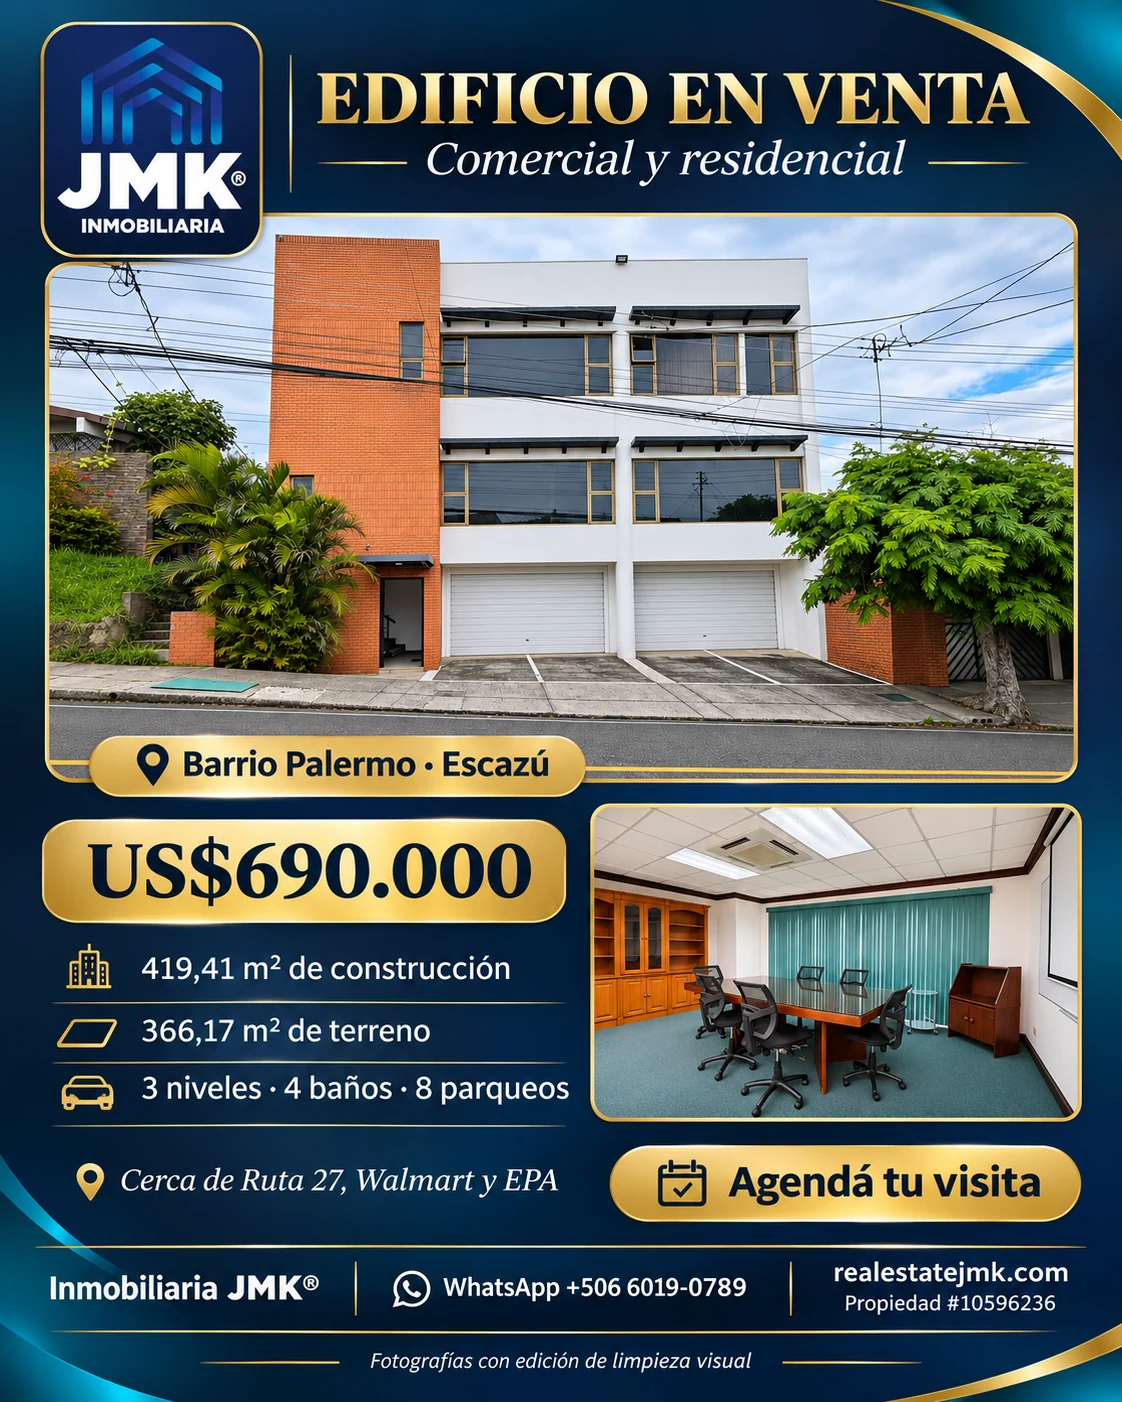 JMK®
INMOBILIARIA
EDIFICIO EN VENTA
Comercial y residencial
Barrio Palermo · Escazú
US$690.000
419,41 m² de construcción
366,17 m² de terreno
3 niveles · 4 baños · 8 parqueos
Cerca de Ruta 27, Walmart y EPA
Agendá tu visita
Inmobiliaria JMK®
WhatsApp +506 6019-0789
realestatejmk.com
Propiedad #10596236
Fotografías con edición de limpieza visual